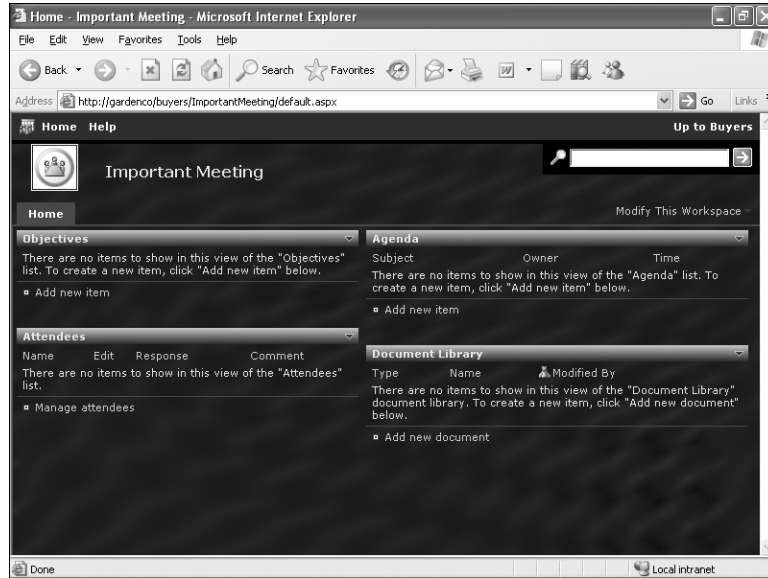 Home - Important Meeting - Microsoft Internet Explorer
File Edit View Favorites Tools Help
Back Search Favorites
Address http://gardenco/buyers/ImportantMeeting/default.aspx Go Links
Home Help Up to Buyers
Important Meeting
Home Modify This Workspace
Objectives
There are no items to show in this view of the "Objectives"
list. To create a new item, click "Add new item" below.
Add new item
Attendees
Name Edit Response Comment
There are no items to show in this view of the "Attendees"
list.
Manage attendees
Agenda
Subject Owner Time
There are no items to show in this view of the "Agenda" list. To
create a new item, click "Add new item" below.
Add new item
Document Library
Type Name Modified By
There are no items to show in this view of the "Document Library"
document library. To create a new item, click "Add new document"
below.
Add new document
Done Local intranet